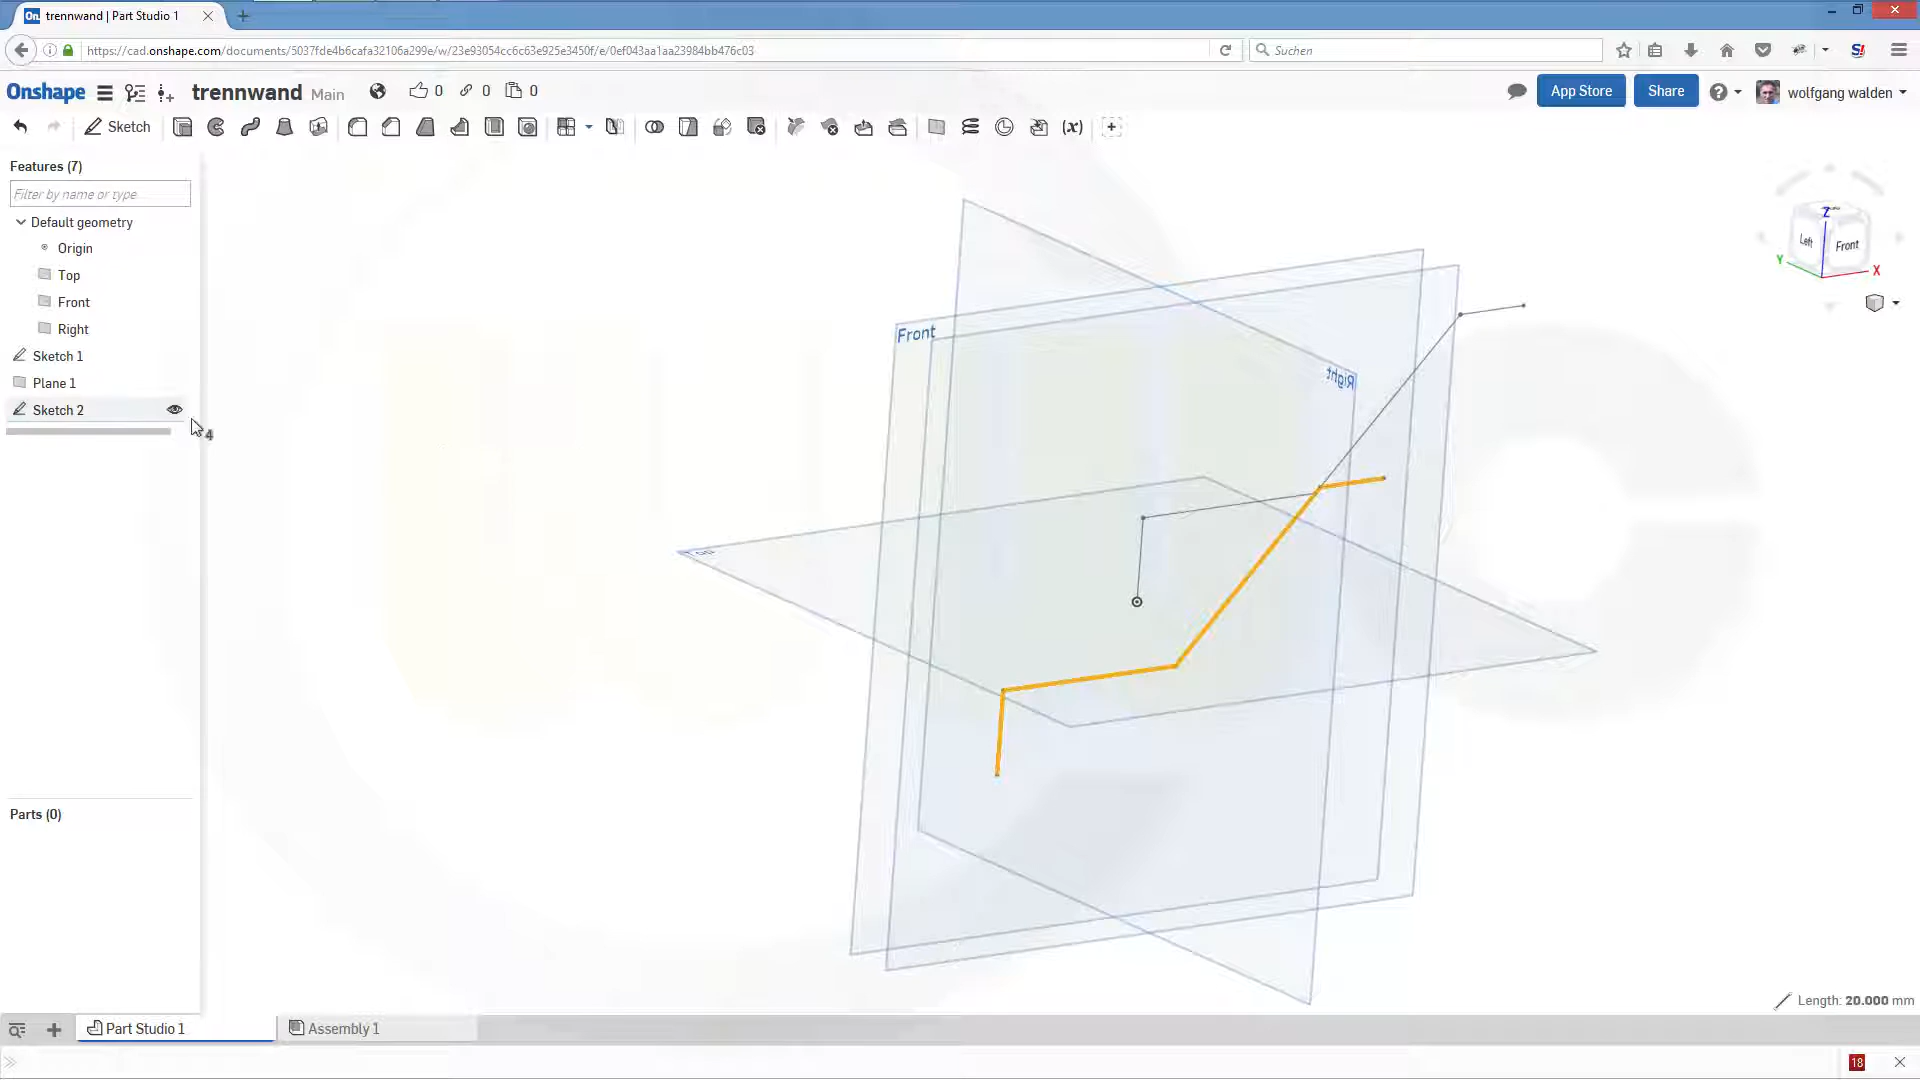 On trennwand | Part Studio 1
https://cad.onshape.com/documents/5037fde4b6cafa32106a299e/w/23e93054cc6c63e925e3450f/e/0ef043aa1aa23984bb476c03
Suchen
S!
Onshape trennwand Main 0 0 0 App Store Share ? wolfgang walden
Sketch (x)
Features (7)
Filter by name or type...
Default geometry
Origin
Top
Front
Right
Sketch 1
Plane 1
Sketch 2
4
Front
Right
Top
Z
Left Front
Y X
Parts (0)
Length: 20.000 mm
Part Studio 1 Assembly 1
18